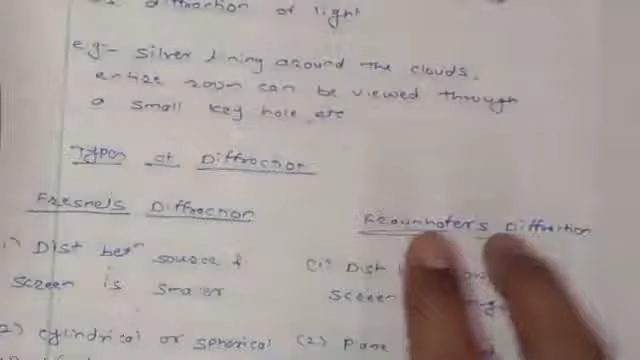 diffraction of light
e.g:- silver lining around the clouds.
entire room can be viewed through
a small key hole etc
Types of Diffraction
Fresnels Diffraction
Fraunhofer's Diffraction
1) Dist betn source &
screen is smaller
(1) Dist
screen
2) cylindrical or spherical
(2) plane